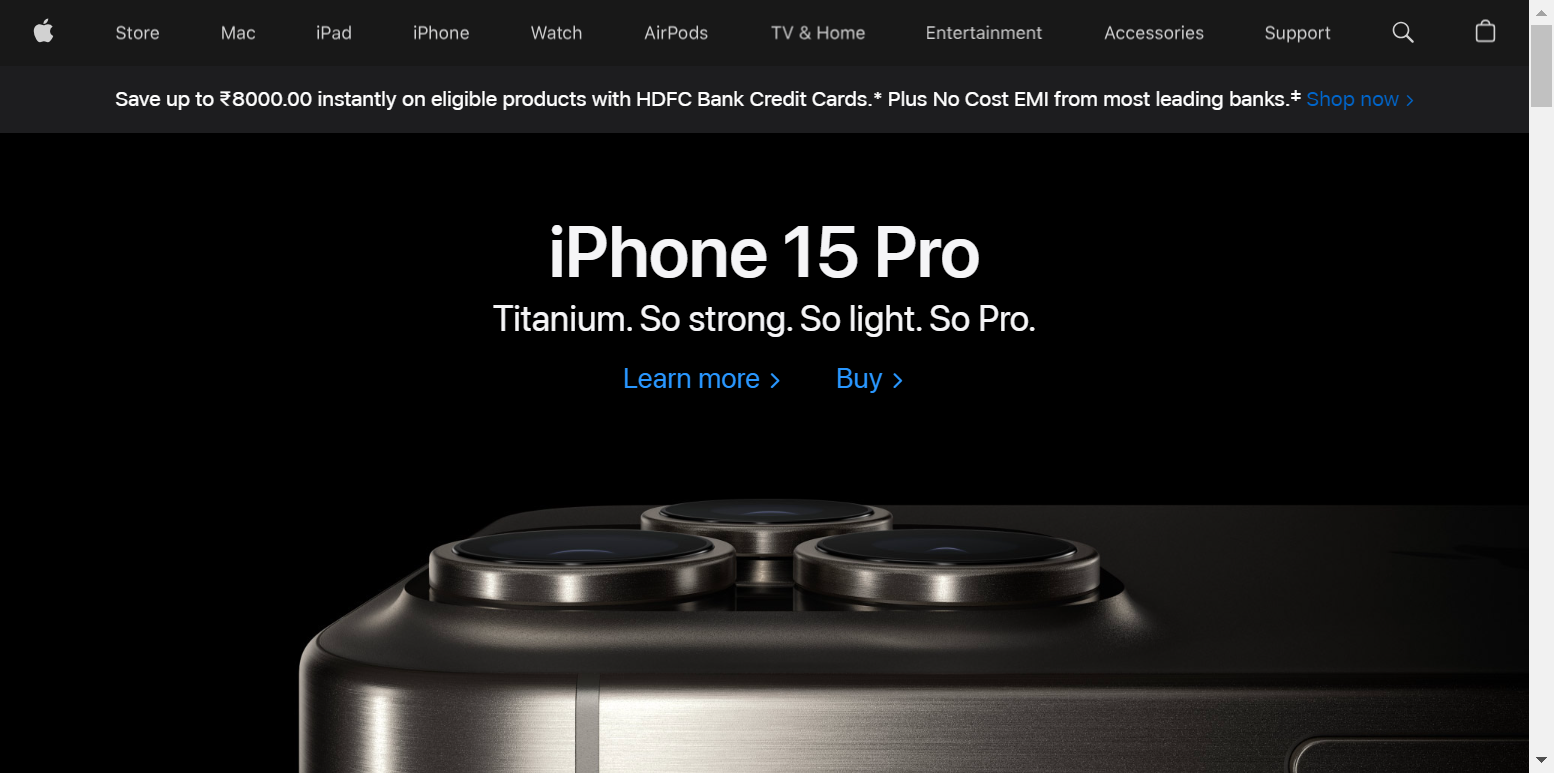 Store Mac iPad iPhone Watch AirPods TV & Home Entertainment Accessories Support
Save up to ₹8000.00 instantly on eligible products with HDFC Bank Credit Cards.* Plus No Cost EMI from most leading banks.‡ Shop now >
iPhone 15 Pro
Titanium. So strong. So light. So Pro.
Learn more > Buy >